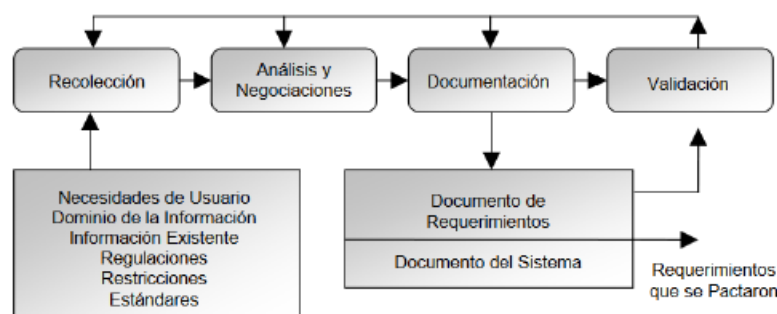 Recolección
Análisis y
Negociaciones
Documentación
Validación
Necesidades de Usuario
Dominio de la Información
Información Existente
Regulaciones
Restricciones
Estándares
Documento de
Requerimientos
Documento del Sistema
Requerimientos
que se Pactaron